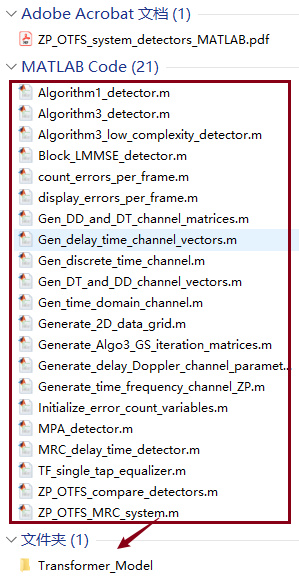 Adobe Acrobat 文档 (1)
ZP_OTFS_system_detectors_MATLAB.pdf
MATLAB Code (21)
Algorithm1_detector.m
Algorithm3_detector.m
Algorithm3_low_complexity_detector.m
Block_LMMSE_detector.m
count_errors_per_frame.m
display_errors_per_frame.m
Gen_DD_and_DT_channel_matrices.m
Gen_delay_time_channel_vectors.m
Gen_discrete_time_channel.m
Gen_DT_and_DD_channel_vectors.m
Gen_time_domain_channel.m
Generate_2D_data_grid.m
Generate_Algo3_GS_iteration_matrices.m
Generate_delay_Doppler_channel_paramet...
Generate_time_frequency_channel_ZP.m
Initialize_error_count_variables.m
MPA_detector.m
MRC_delay_time_detector.m
TF_single_tap_equalizer.m
ZP_OTFS_compare_detectors.m
ZP_OTFS_MRC_system.m
文件夹 (1)
Transformer_Model